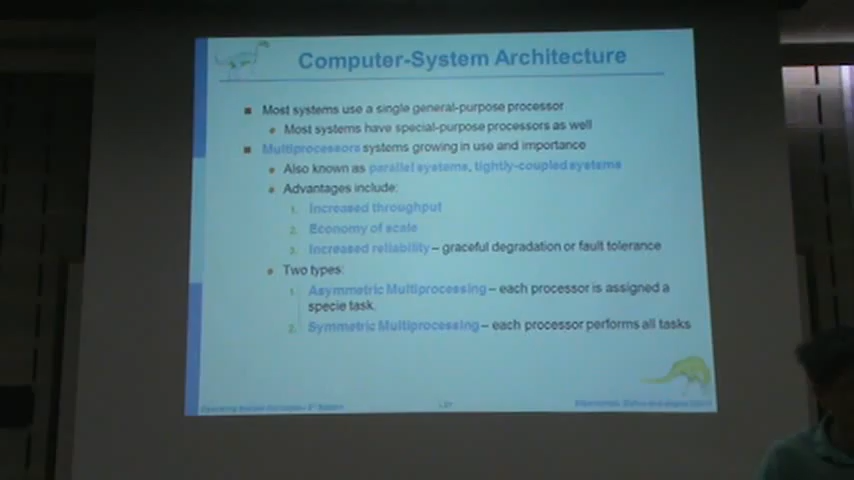 Computer-System Architecture
Most systems use a single general-purpose processor
Most systems have special-purpose processors as well
Multiprocessors systems growing in use and importance
Also known as parallel systems, tightly-coupled systems
Advantages include:
1. Increased throughput
2. Economy of scale
3. Increased reliability – graceful degradation or fault tolerance
Two types:
1. Asymmetric Multiprocessing – each processor is assigned a
specie task.
2. Symmetric Multiprocessing – each processor performs all tasks